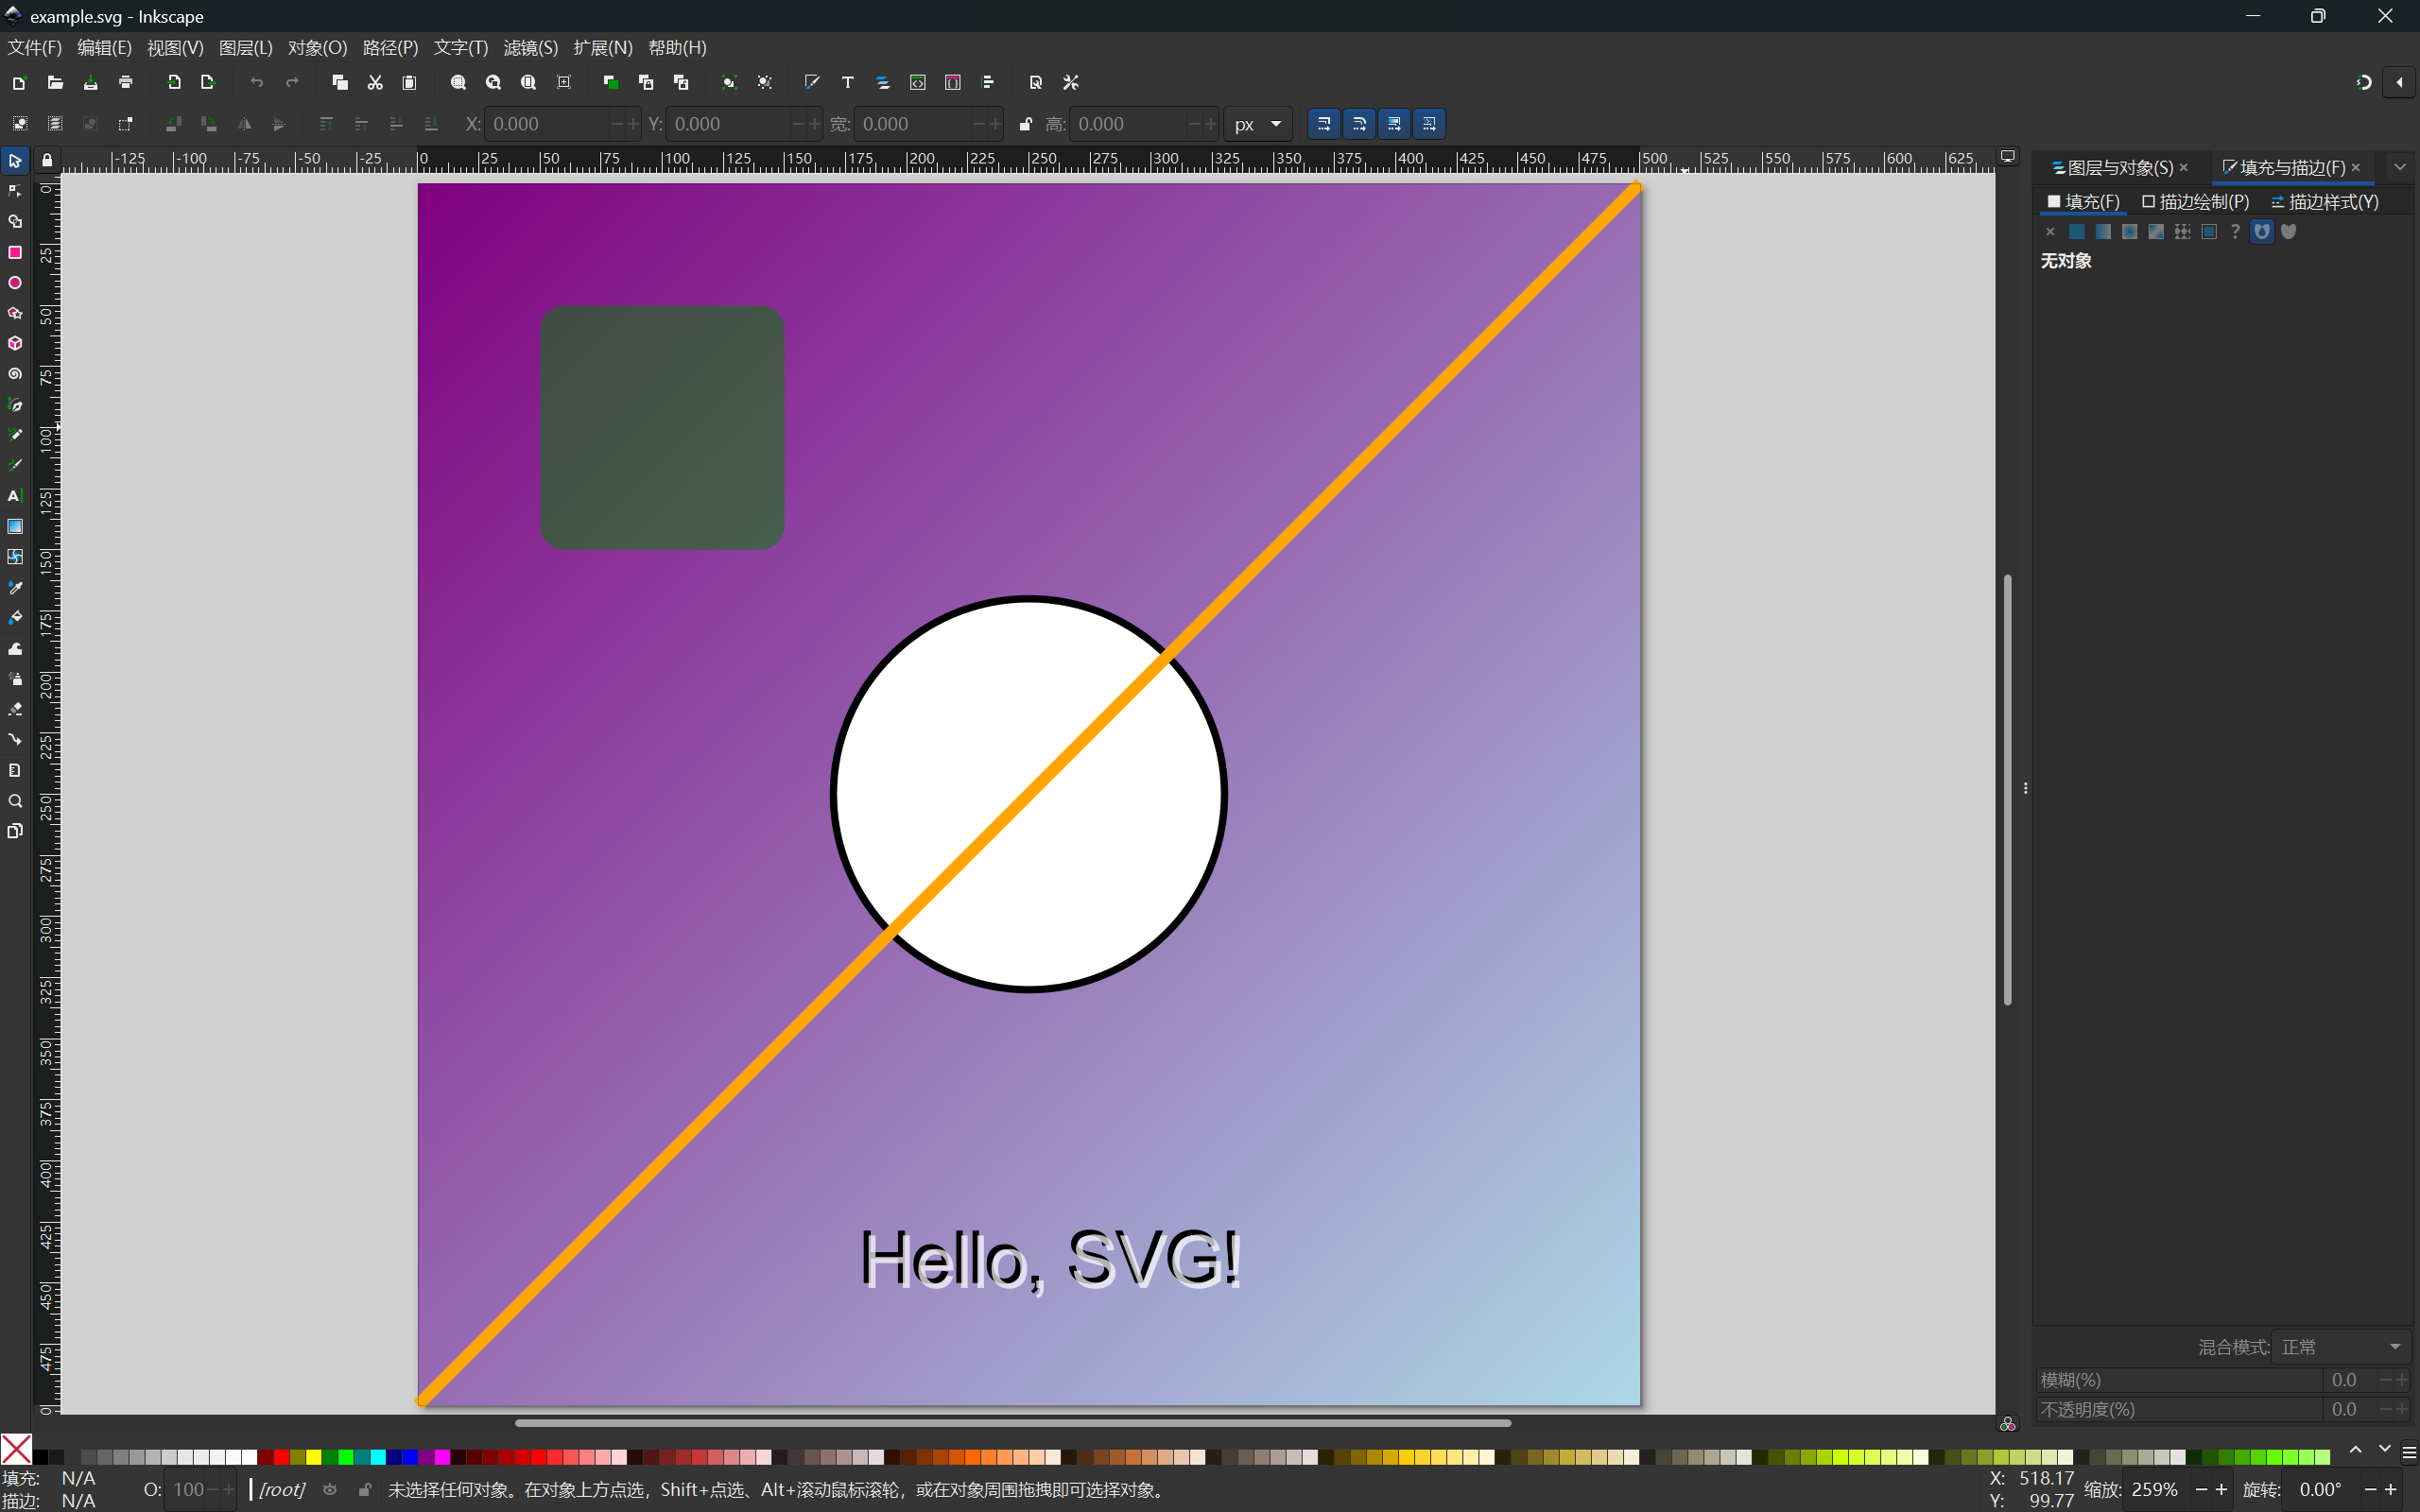 example.svg - Inkscape
文件(F) 编辑(E) 视图(V) 图层(L) 对象(O) 路径(P) 文字(T) 滤镜(S) 扩展(N) 帮助(H)
X: 0.000 Y: 0.000 宽: 0.000 高: 0.000 px
-125 -100 -75 -50 -25 0 25 50 75 100 125 150 175 200 225 250 275 300 325 350 375 400 425 450 475 500 525 550 575 600 625
图层与对象(S) 填充与描边(F)
填充(F) 描边绘制(P) 描边样式(Y)
无对象
0
25
50
75
100
125
150
175
200
225
250
275
300
325
350
375
400
425
450
475
0
Hello, SVG!
混合模式: 正常
模糊(%) 0.0
不透明度(%) 0.0
填充: N/A
描边: N/A
O: 100 [root] 未选择任何对象。在对象上方点选，Shift+点选、Alt+滚动鼠标滚轮，或在对象周围拖拽即可选择对象。
X: 518.17
Y: 99.77
缩放: 259% 旋转: 0.00°